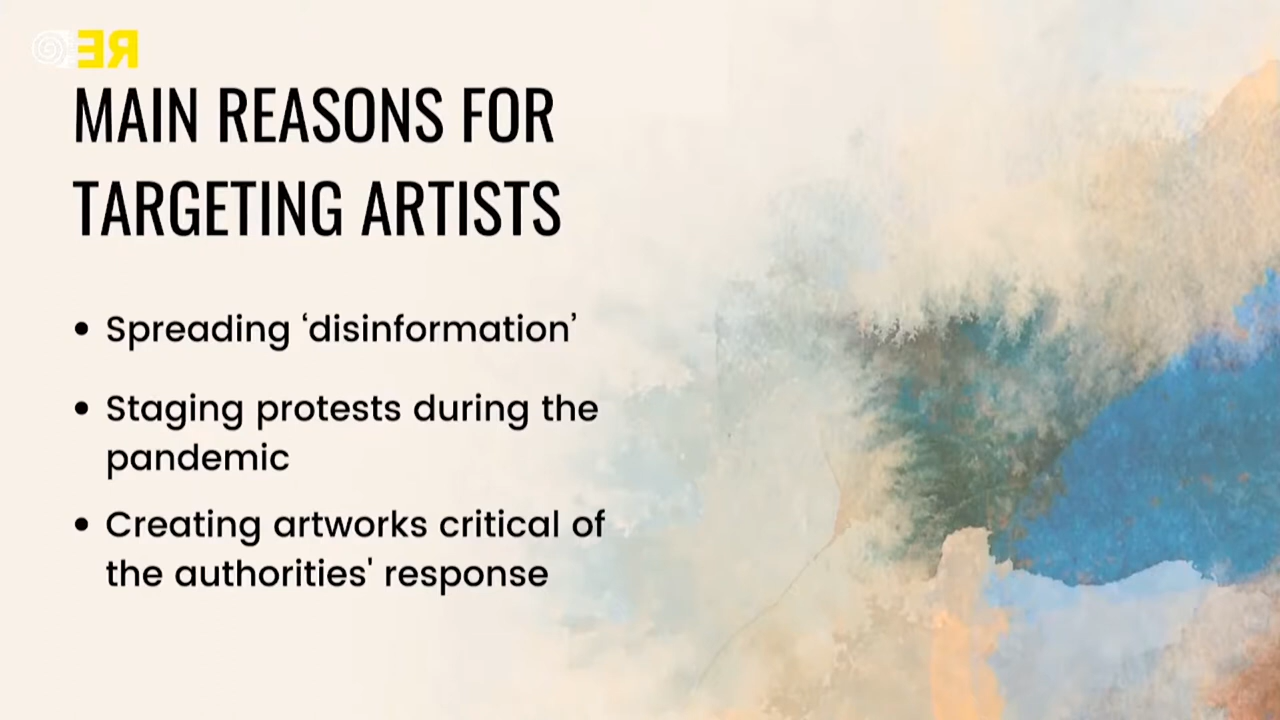 ЯE
MAIN REASONS FOR
TARGETING ARTISTS
• Spreading ‘disinformation’
• Staging protests during the
pandemic
• Creating artworks critical of
the authorities' response